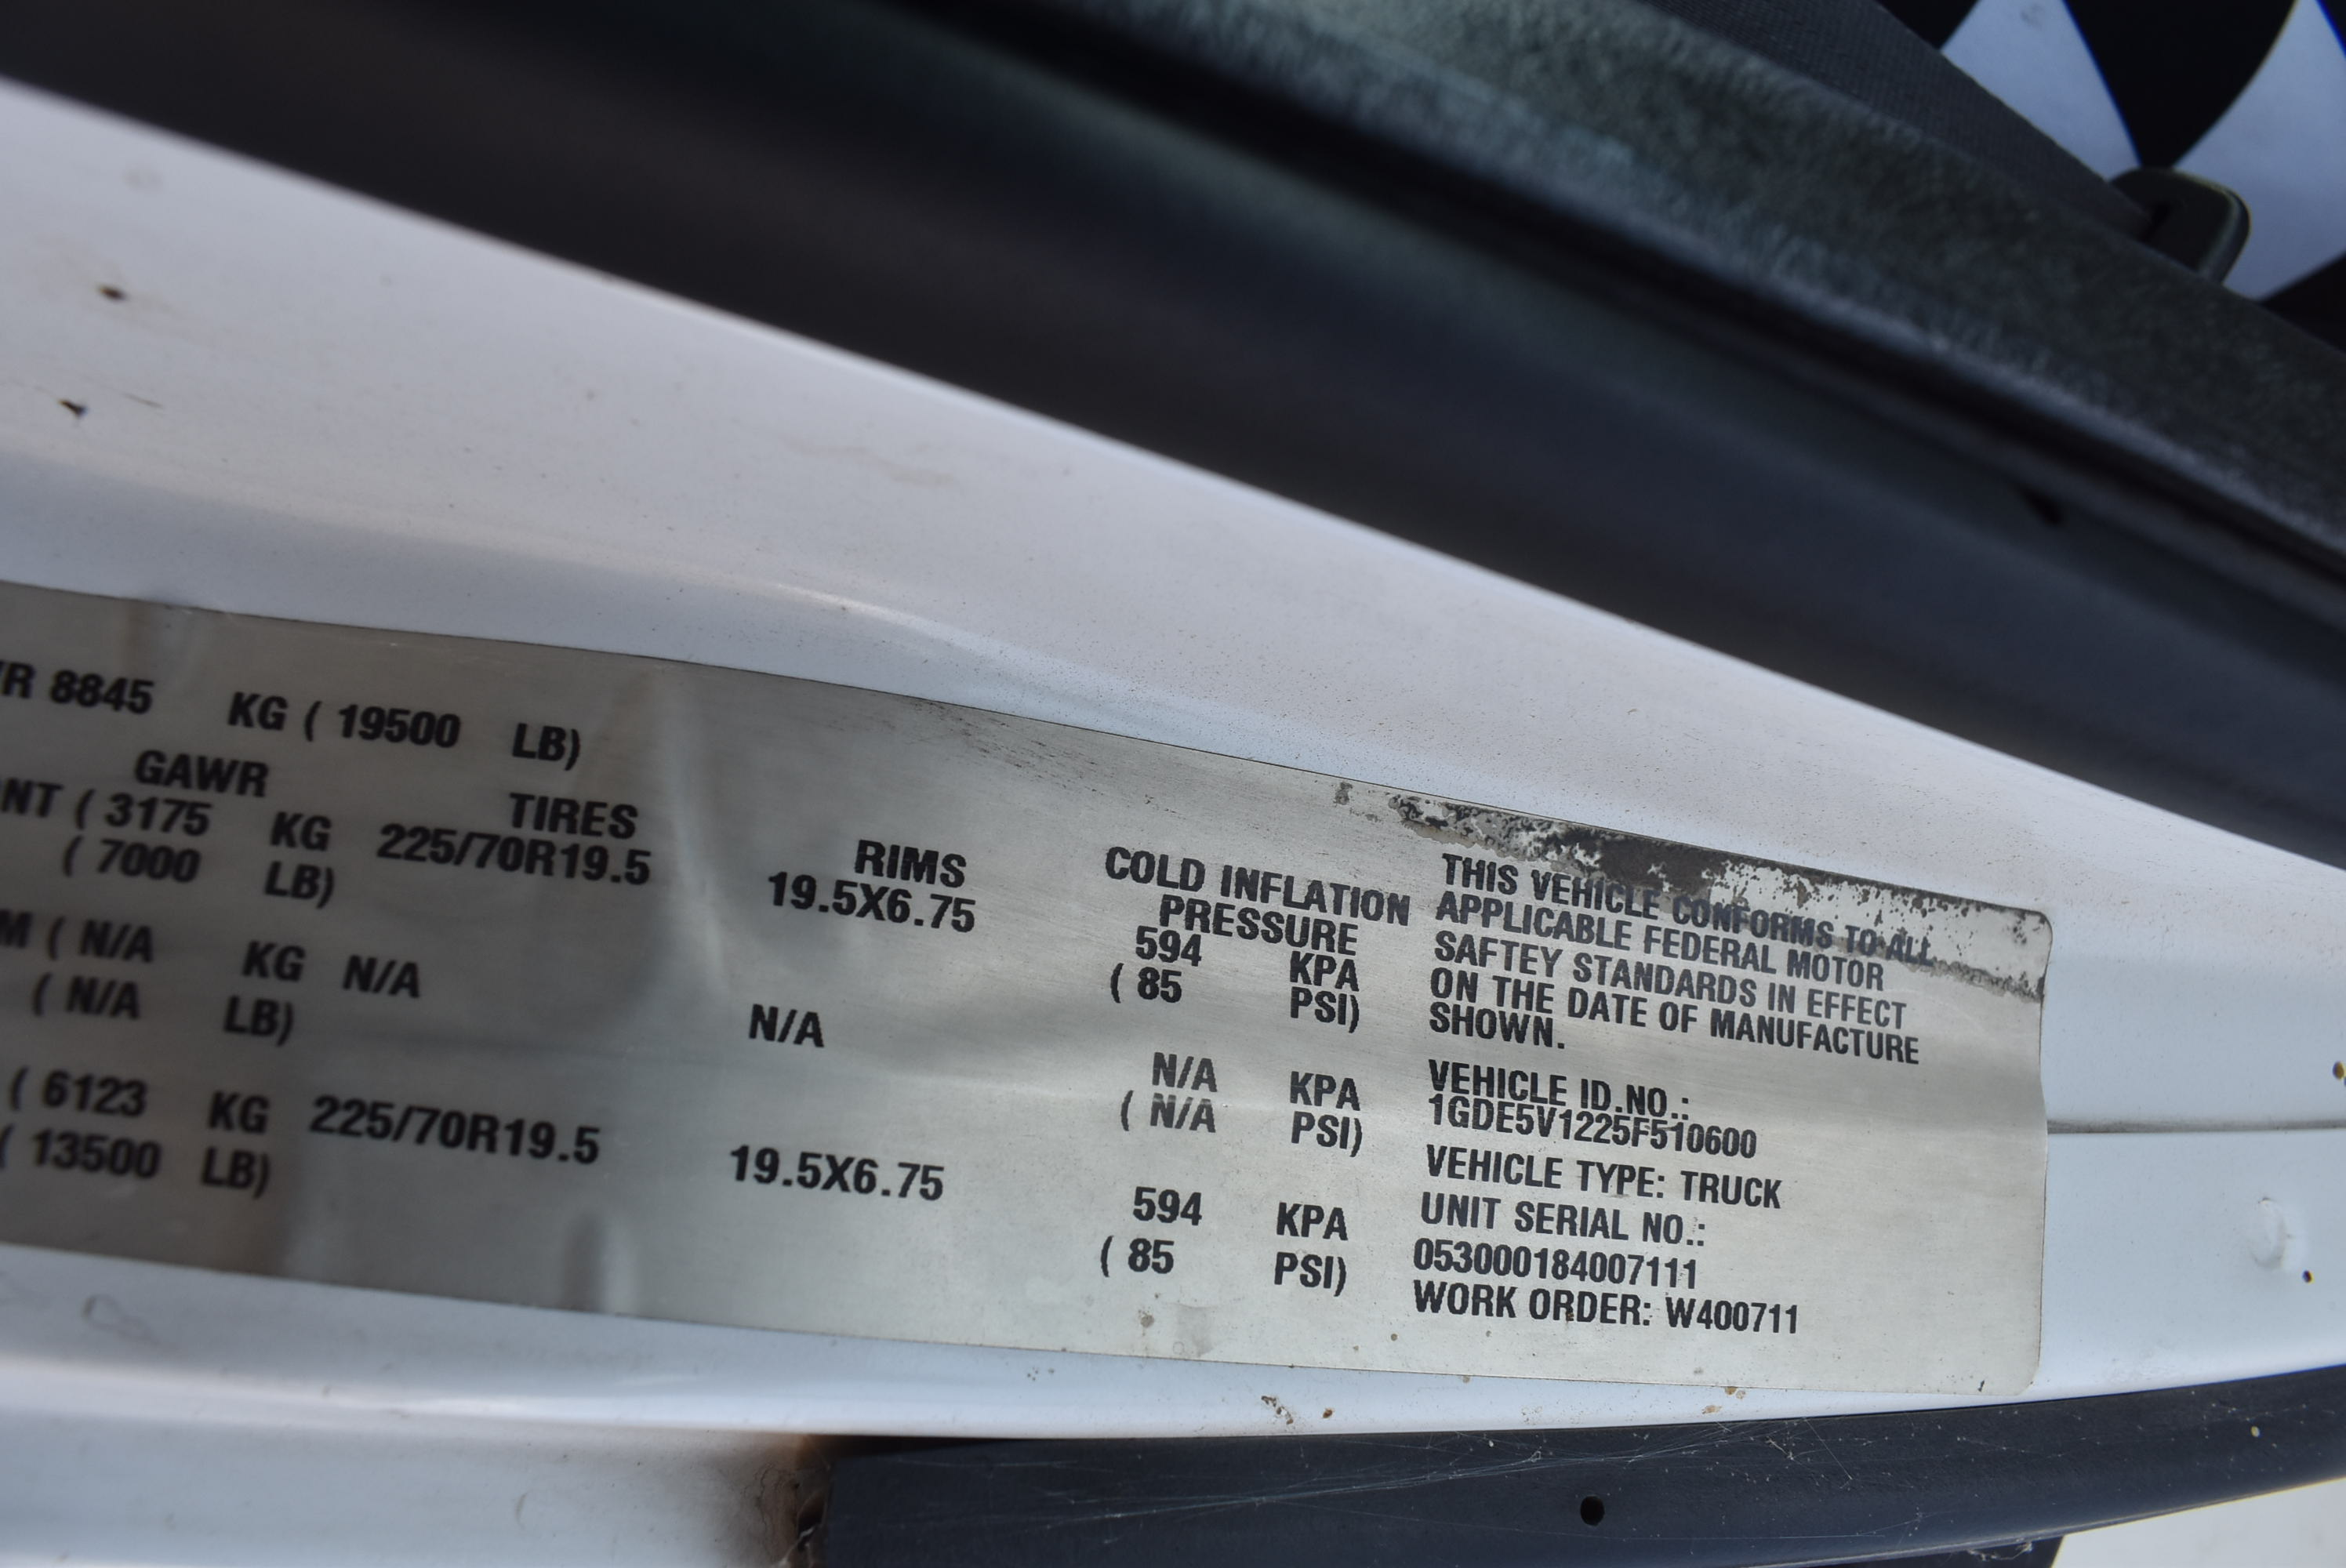 WR 8845 KG ( 19500 LB)
GAWR TIRES RIMS COLD INFLATION PRESSURE
NT ( 3175 KG 225/70R19.5 19.5X6.75 594 KPA
( 7000 LB) ( 85 PSI)
M ( N/A KG N/A N/A N/A KPA
( N/A LB) ( N/A PSI)
( 6123 KG 225/70R19.5 19.5X6.75 594 KPA
( 13500 LB) ( 85 PSI)
THIS VEHICLE CONFORMS TO ALL
APPLICABLE FEDERAL MOTOR
SAFTEY STANDARDS IN EFFECT
ON THE DATE OF MANUFACTURE
SHOWN.
VEHICLE ID.NO.:
1GDE5V1225F510600
VEHICLE TYPE: TRUCK
UNIT SERIAL NO.:
053000184007111
WORK ORDER: W400711